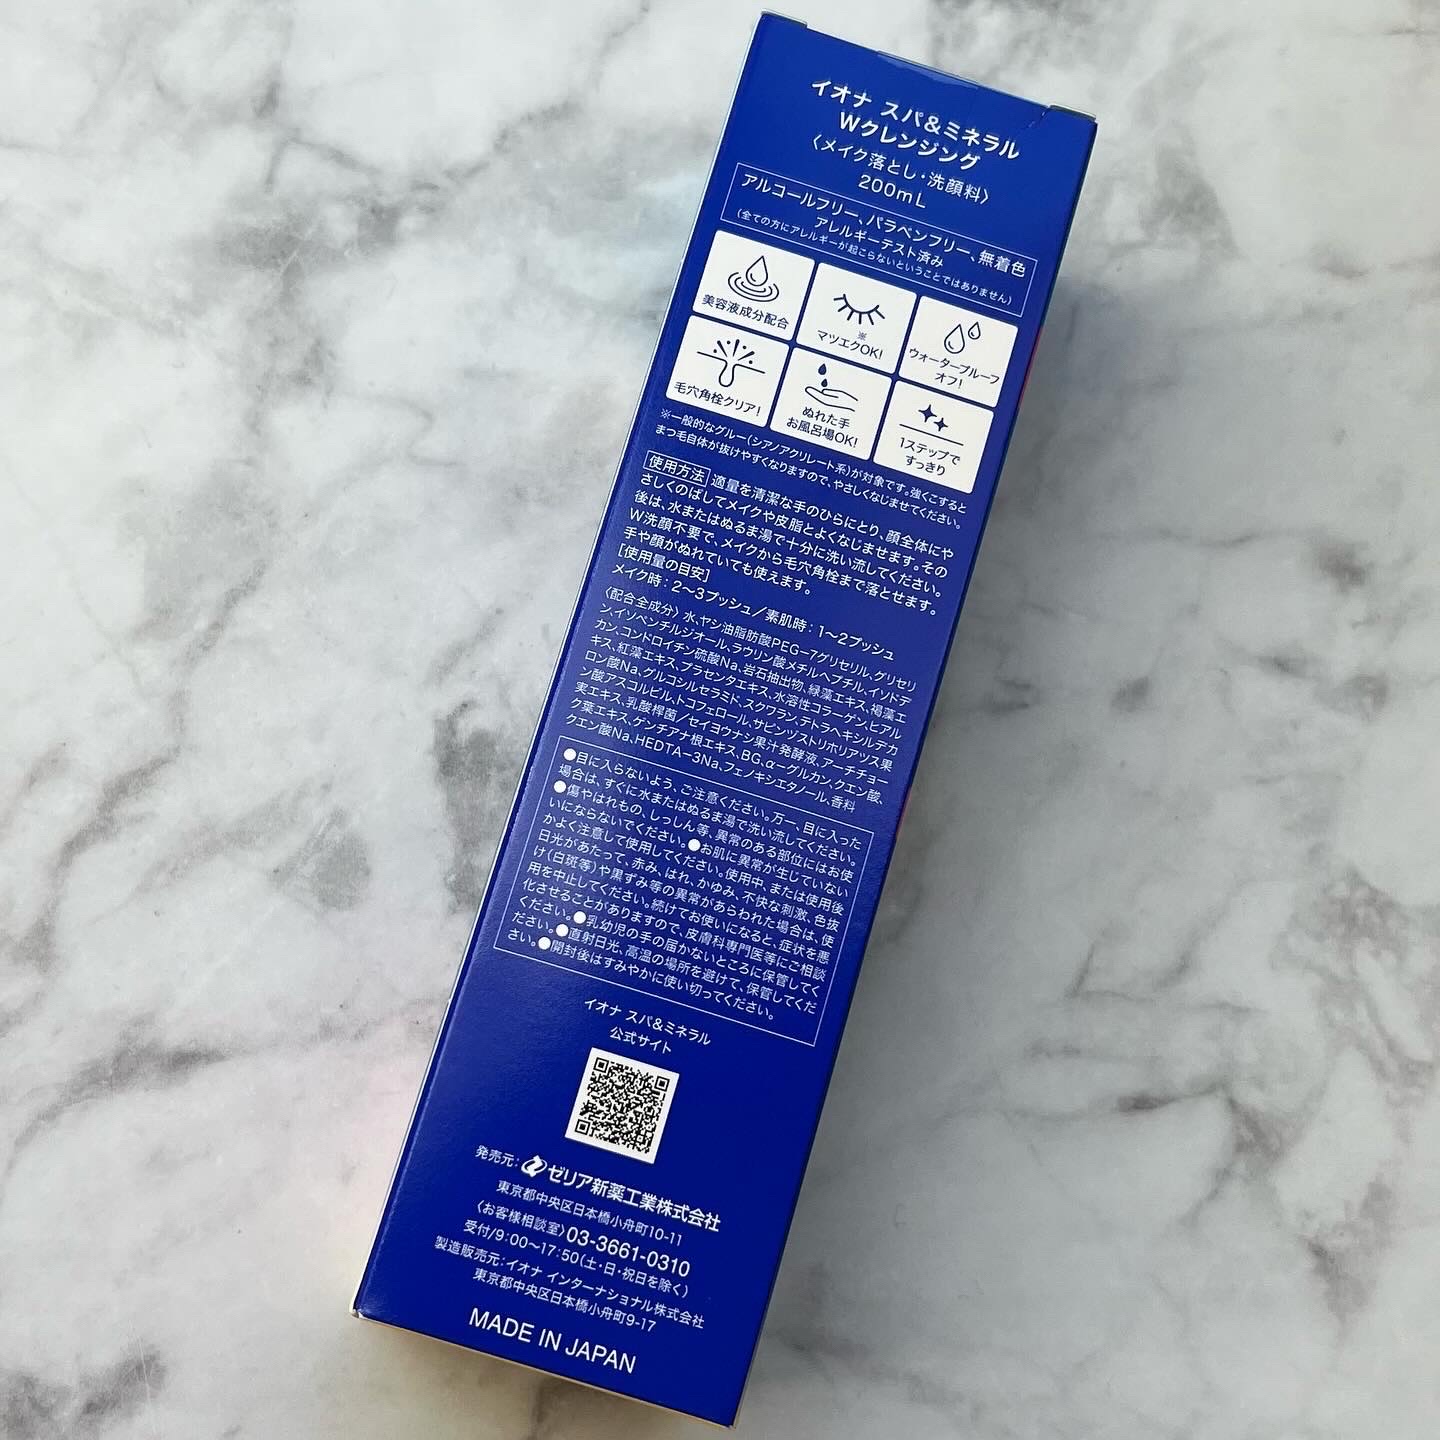 イオナ スパ&ミネラル
Wクレンジング
〈メイク落とし・洗顔料〉
200mL
アルコールフリー、パラベンフリー、無着色
アレルギーテスト済み
(全ての方にアレルギーが起こらないということではありません)
美容液成分配合
※
マツエクOK!
ウォータープルーフ
オフ!
毛穴角栓クリア!
ぬれた手
お風呂場OK!
1ステップで
すっきり
※一般的なグルー(シアノアクリレート系)が対象です。強くこすると
まつ毛自体が抜けやすくなりますので、やさしくなじませてください。
使用方法 適量を清潔な手のひらにとり、顔全体にや
さしくのばしてメイクや皮脂とよくなじませます。その
後は、水またはぬるま湯で十分に洗い流してください。
W洗顔不要で、メイクから毛穴角栓まで落とせます。
手や顔がぬれていても使えます。
[使用量の目安]
メイク時:2〜3プッシュ/素肌時:1〜2プッシュ
〈配合全成分〉水、ヤシ油脂肪酸PEG-7グリセリル、グリセリ
ン、イソペンチルジオール、ラウリン酸メチルヘプチル、イソドデ
カン、コンドロイチン硫酸Na、岩石抽出物、緑藻エキス、褐藻エ
キス、紅藻エキス、プラセンタエキス、水溶性コラーゲン、ヒアル
ロン酸Na、グルコシルセラミド、スクワラン、テトラヘキシルデカ
ン酸アスコルビル、トコフェロール、サピンヅストリホリアツス果
実エキス、乳酸桿菌/セイヨウナシ果汁発酵液、アーチチョー
ク葉エキス、ゲンチアナ根エキス、BG、α-グルカン、クエン酸、
クエン酸Na、HEDTA-3Na、フェノキシエタノール、香料
●目に入らないよう、ご注意ください。万一、目に入った
場合は、すぐに水またはぬるま湯で洗い流してください。
●傷やはれもの、しっしん等、異常のある部位にはお使
いにならないでください。●お肌に異常が生じていない
かよく注意して使用してください。使用中、または使用後
日光があたって、赤み、はれ、かゆみ、不快な刺激、色抜
け(白斑等)や黒ずみ等の異常があらわれた場合は、使
用を中止してください。続けてお使いになると、症状を悪
化させることがありますので、皮膚科専門医等にご相談
ください。●乳幼児の手の届かないところに保管してく
ださい。●直射日光、高温の場所を避けて、保管してくだ
さい。●開封後はすみやかに使い切ってください。
イオナ スパ&ミネラル
公式サイト
発売元:ゼリア新薬工業株式会社
東京都中央区日本橋小舟町10-11
〈お客様相談室〉03-3661-0310
受付/9:00〜17:50(土・日・祝日を除く)
製造販売元:イオナ インターナショナル株式会社
東京都中央区日本橋小舟町9-17
MADE IN JAPAN